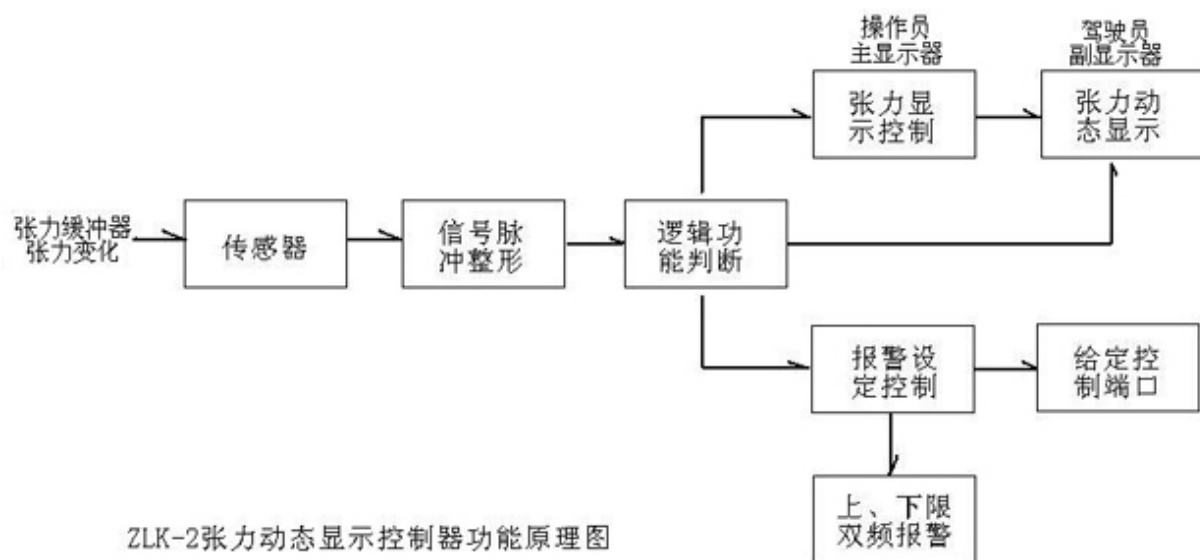 操作员
主显示器
驾驶员
副显示器
张力显
示控制
张力动
态显示
张力缓冲器
张力变化
传感器
信号脉
冲整形
逻辑功
能判断
报警设
定控制
给定控
制端口
上、下限
双频报警
ZLK-2张力动态显示控制器功能原理图